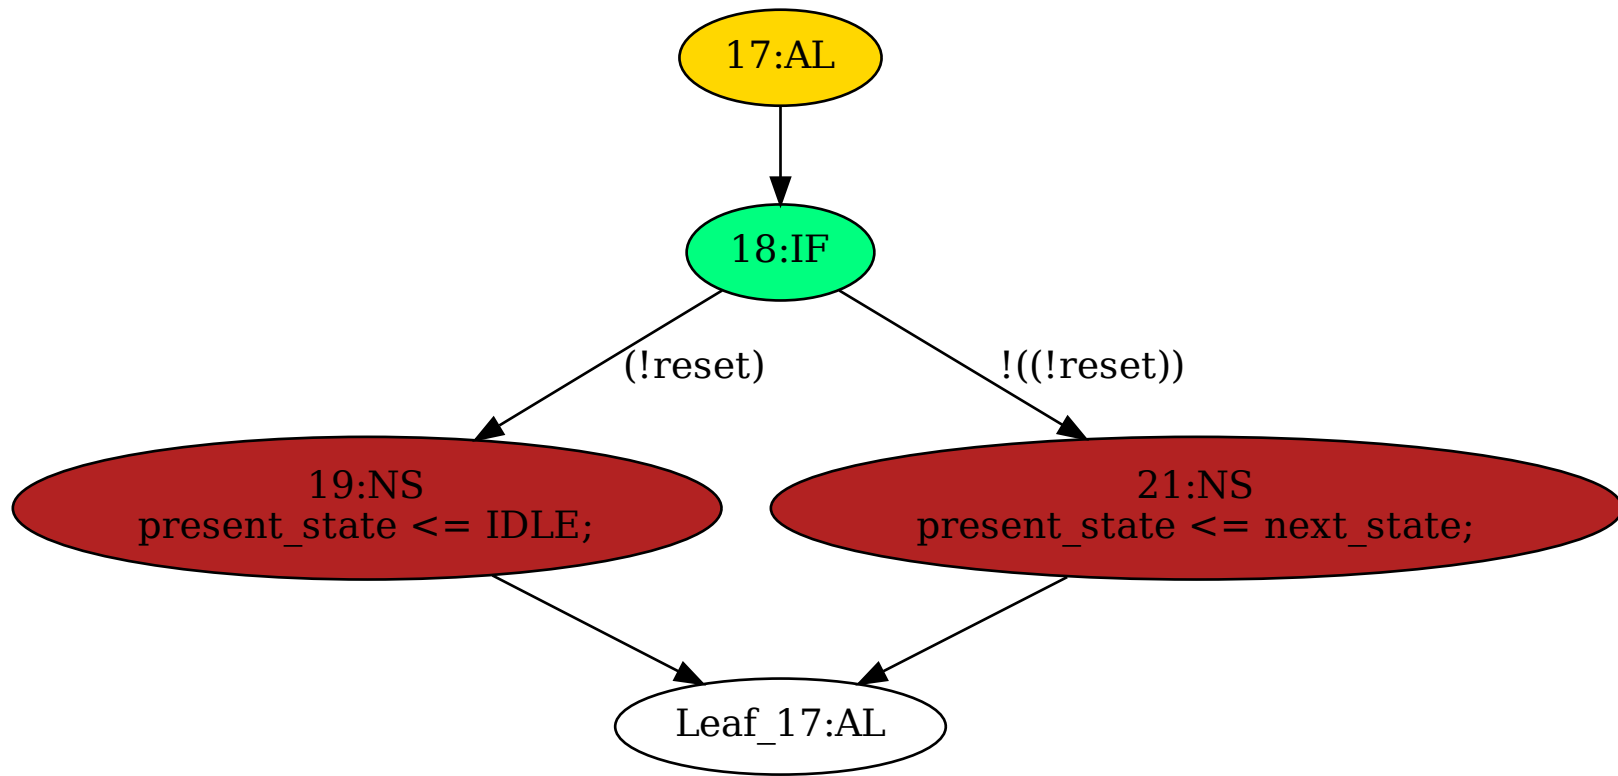 17:AL
18:IF
(!reset)
!((!reset))
19:NS
present_state <= IDLE;
21:NS
present_state <= next_state;
Leaf_17:AL